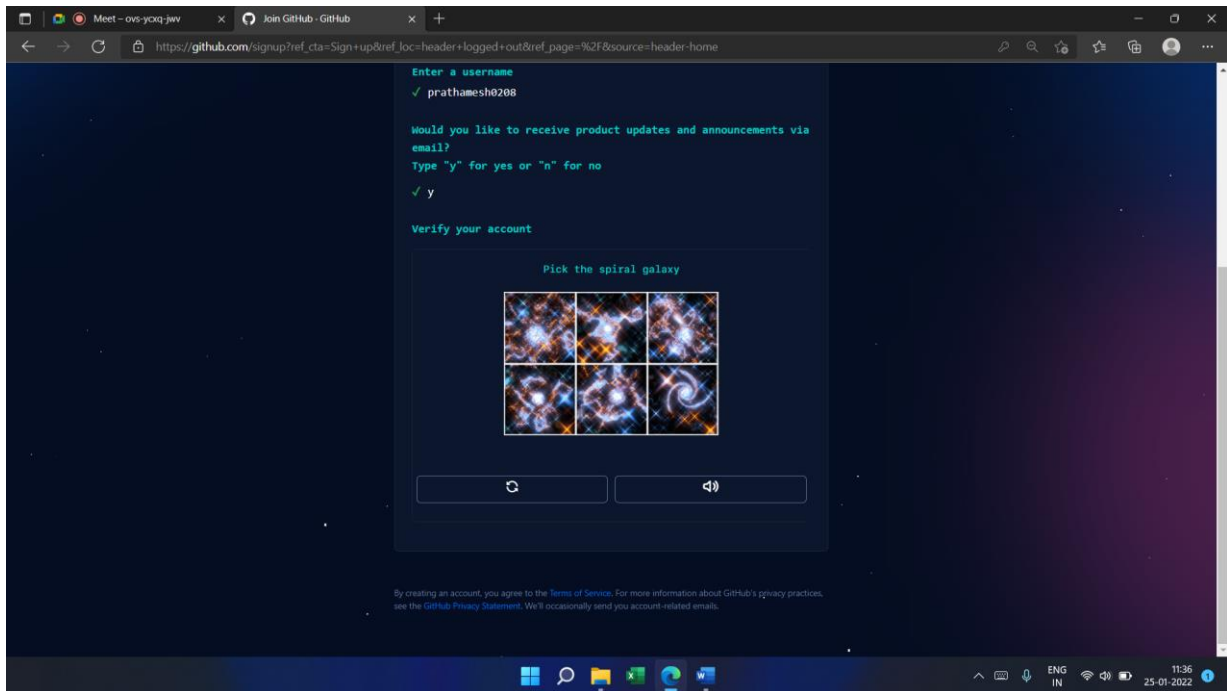 Meet – ovs-ycxq-jwv
Join GitHub · GitHub
https://github.com/signup?ref_cta=Sign+up&ref_loc=header+logged+out&ref_page=%2F&source=header-home
Enter a username
✓ prathamesh0208
Would you like to receive product updates and announcements via
email?
Type "y" for yes or "n" for no
✓ y
Verify your account
Pick the spiral galaxy
By creating an account, you agree to the Terms of Service. For more information about GitHub's privacy practices,
see the GitHub Privacy Statement. We'll occasionally send you account-related emails.
ENG
IN
11:36
25-01-2022
1